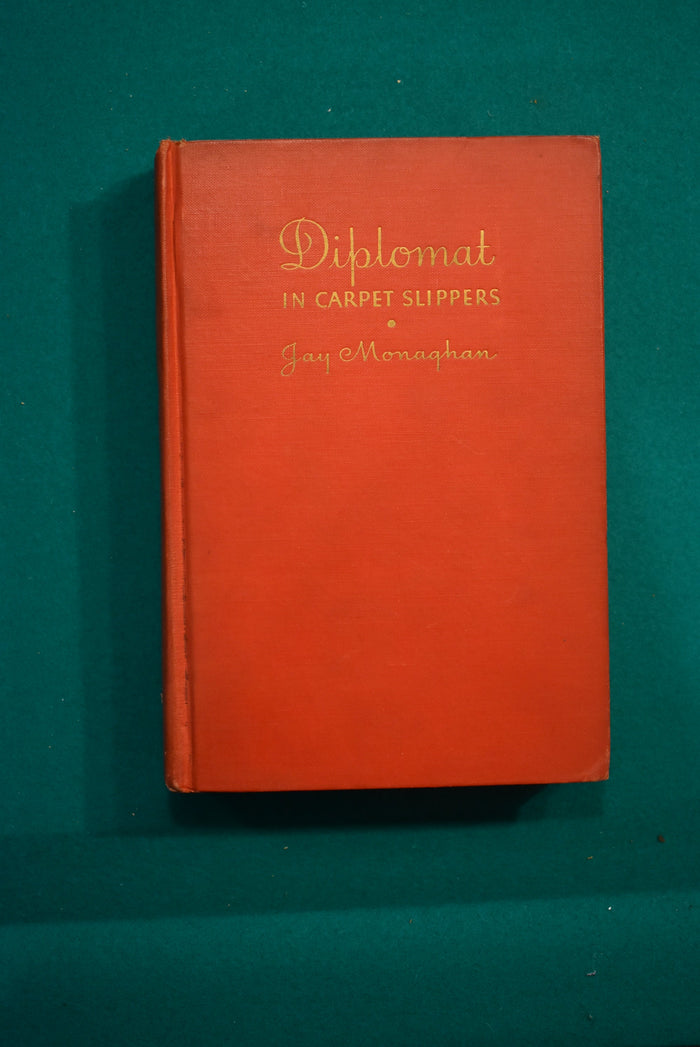 Diplomat
IN CARPET SLIPPERS
•
Jay Monaghan